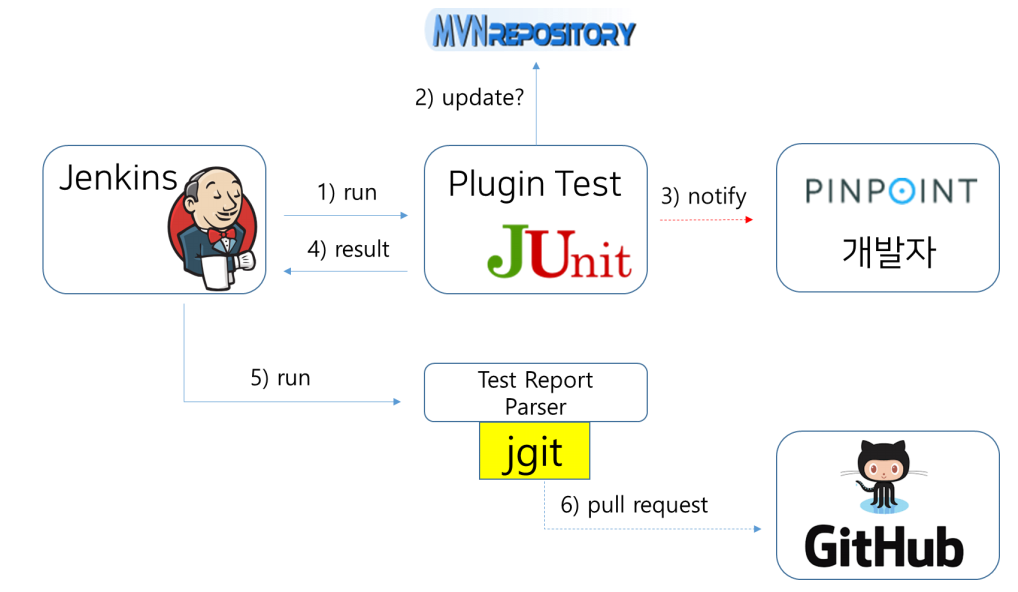 MVNREPOSITORY
2) update?
Jenkins
1) run
4) result
Plugin Test
JUnit
3) notify
PINPOINT
개발자
5) run
Test Report
Parser
jgit
6) pull request
GitHub